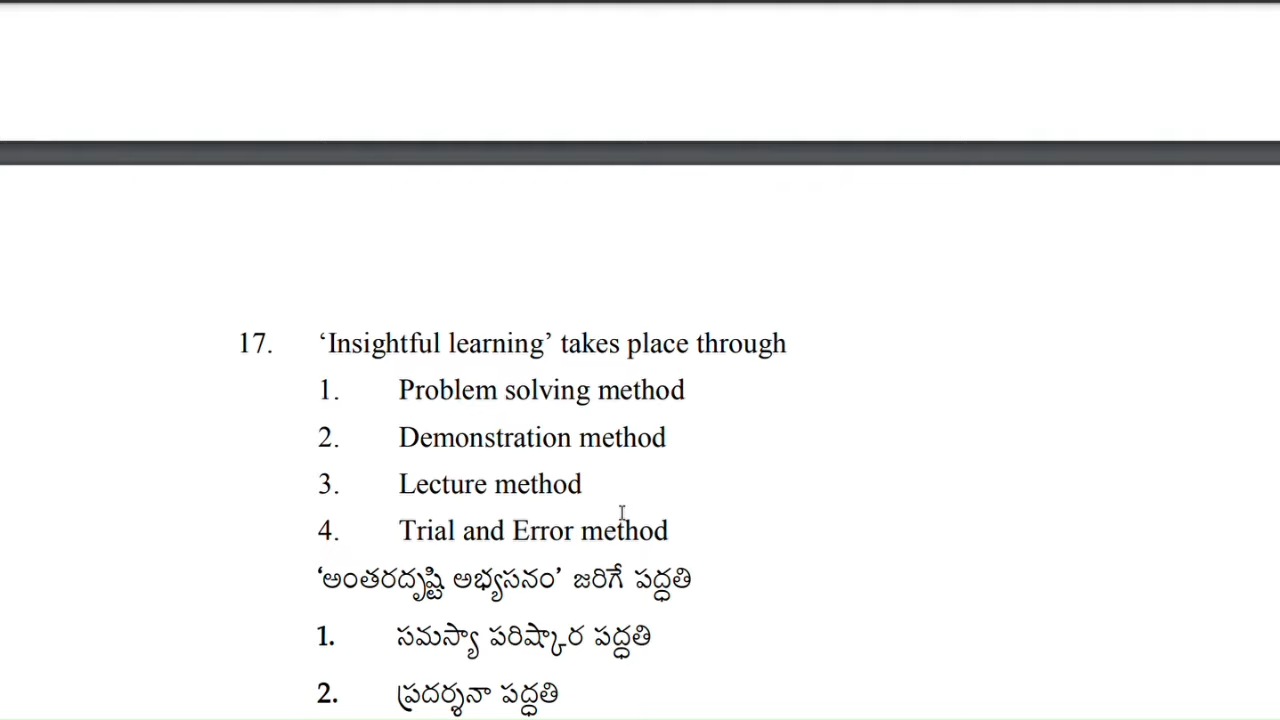 17. ‘Insightful learning’ takes place through
1. Problem solving method
2. Demonstration method
3. Lecture method
4. Trial and Error method
‘అంతరదృష్టి అభ్యసనం’ జరిగే పద్ధతి
1. సమస్యా పరిష్కార పద్ధతి
2. ప్రదర్శనా పద్ధతి